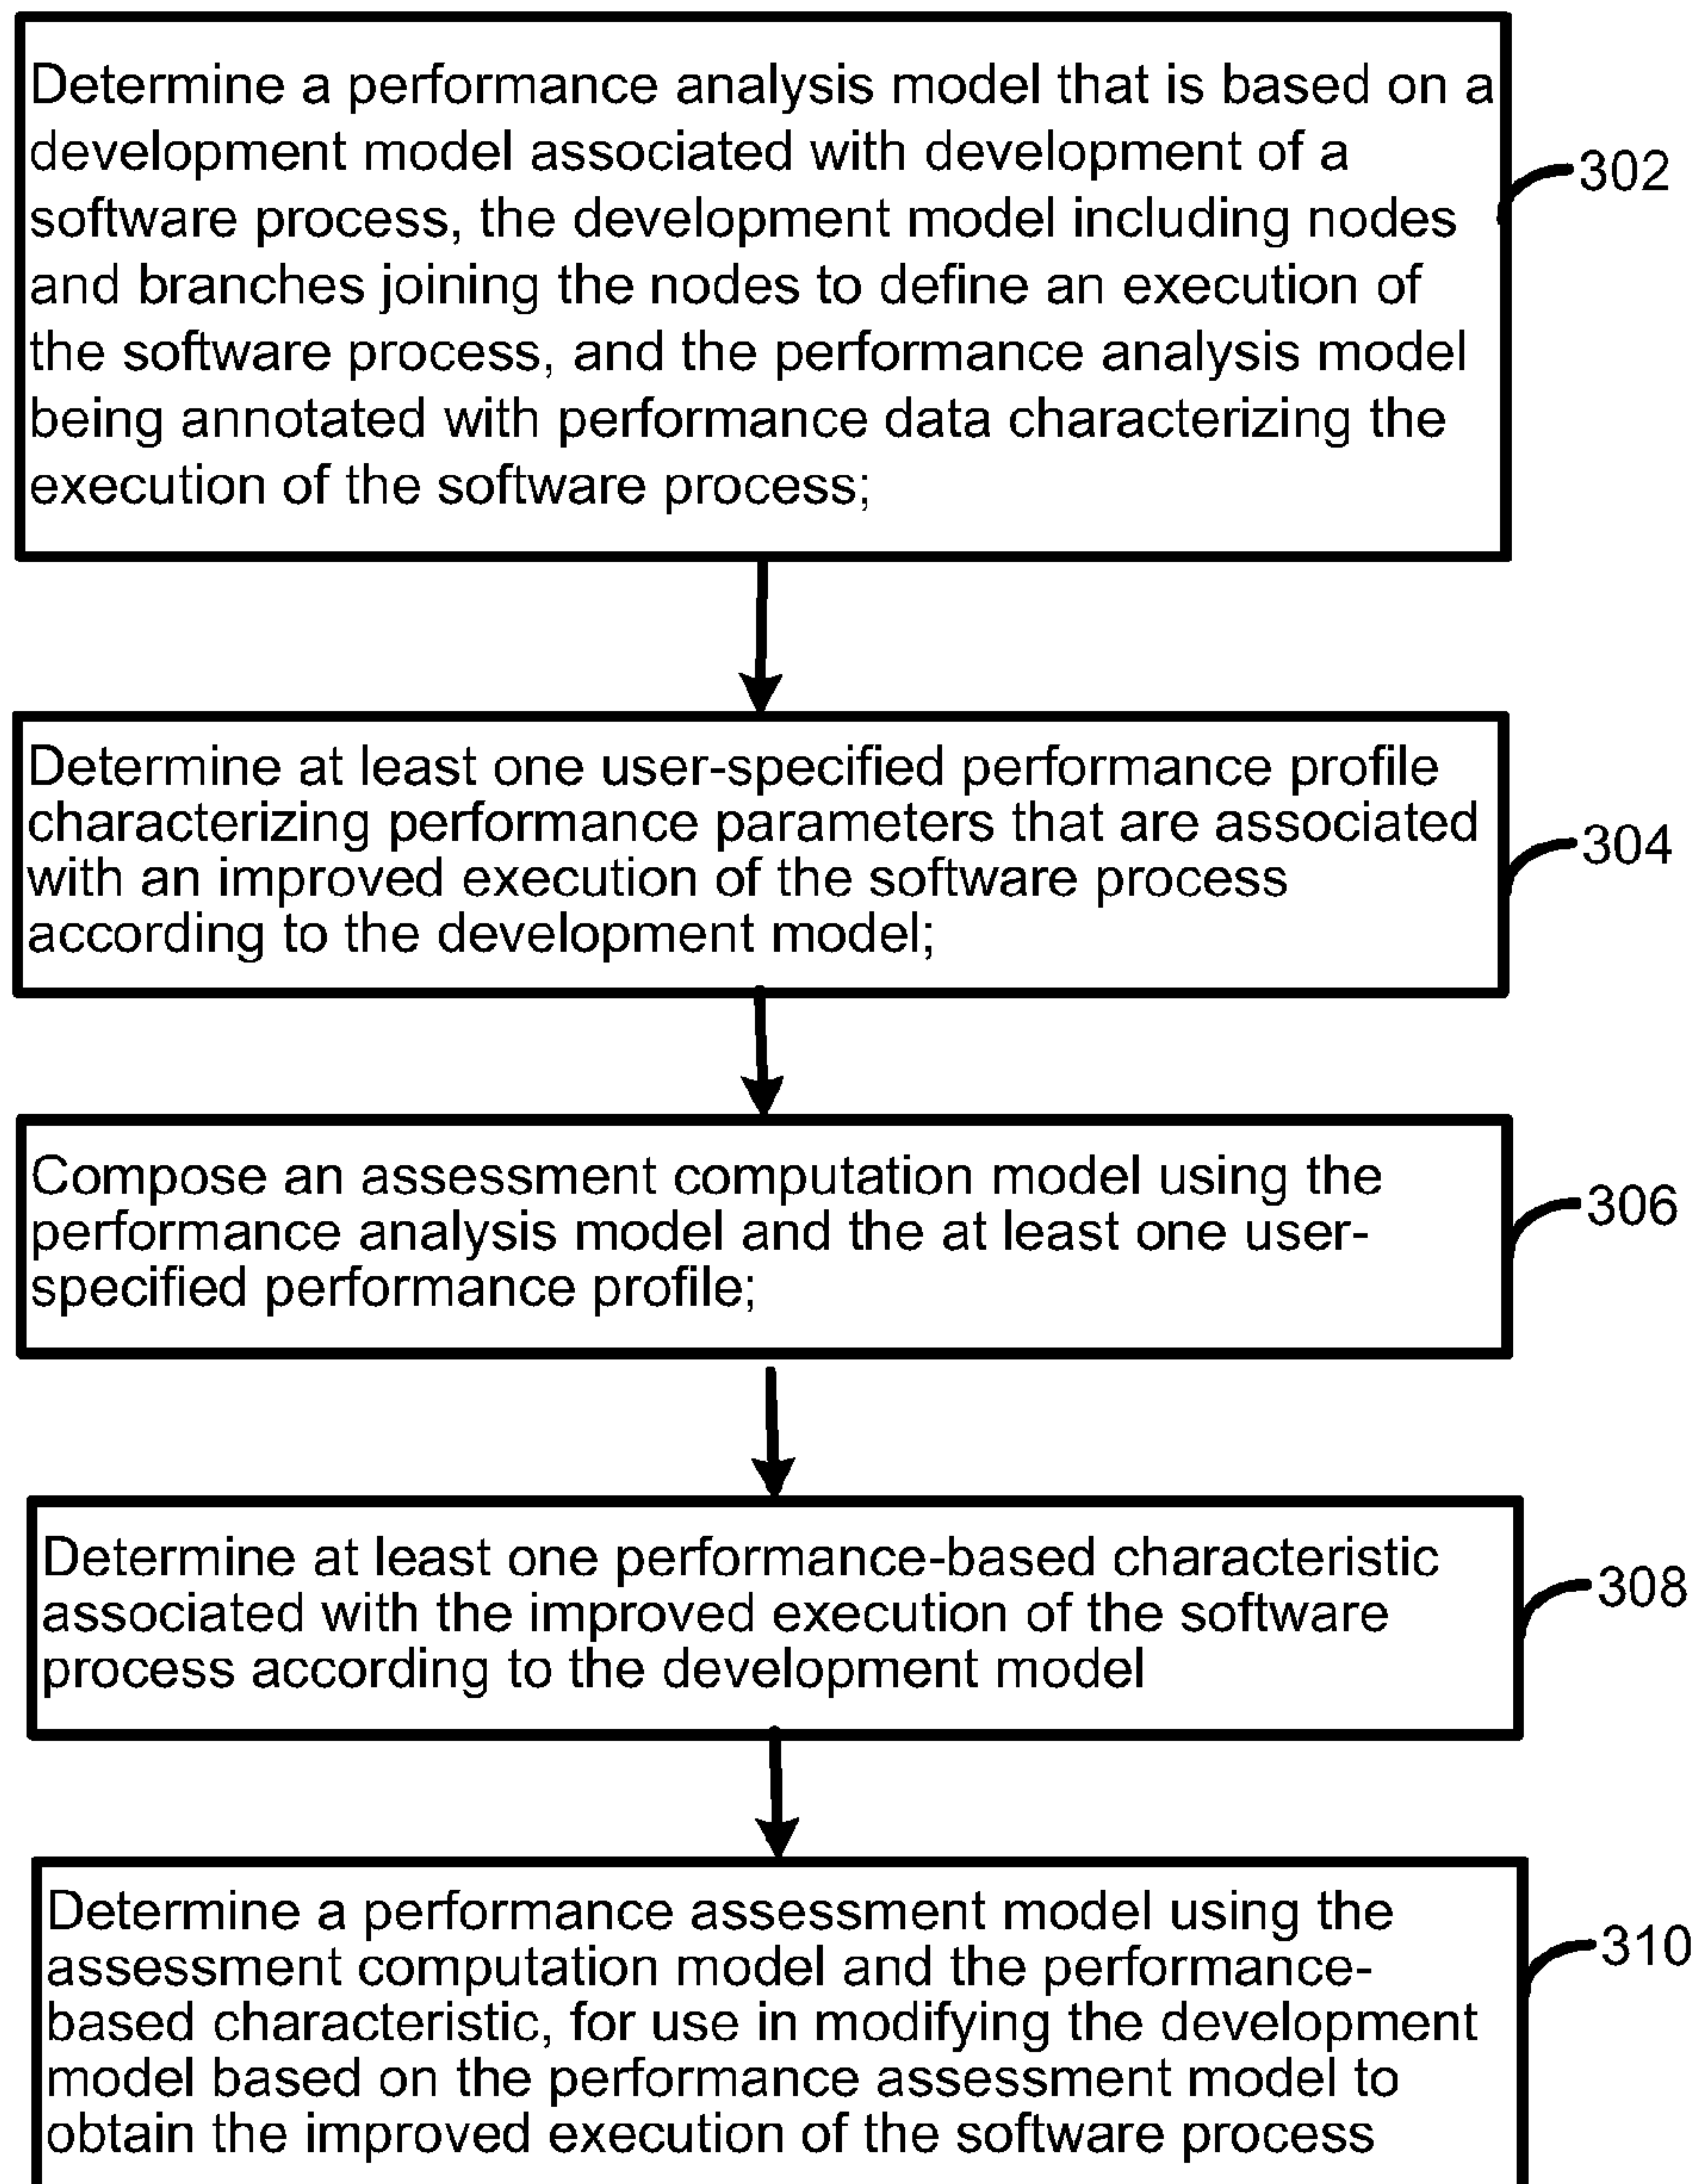 Determine a performance analysis model that is based on a
development model associated with development of a
software process, the development model including nodes
and branches joining the nodes to define an execution of
the software process, and the performance analysis model
being annotated with performance data characterizing the
execution of the software process;
302
Determine at least one user-specified performance profile
characterizing performance parameters that are associated
with an improved execution of the software process
according to the development model;
304
Compose an assessment computation model using the
performance analysis model and the at least one user-
specified performance profile;
306
Determine at least one performance-based characteristic
associated with the improved execution of the software
process according to the development model
308
Determine a performance assessment model using the
assessment computation model and the performance-
based characteristic, for use in modifying the development
model based on the performance assessment model to
obtain the improved execution of the software process
310